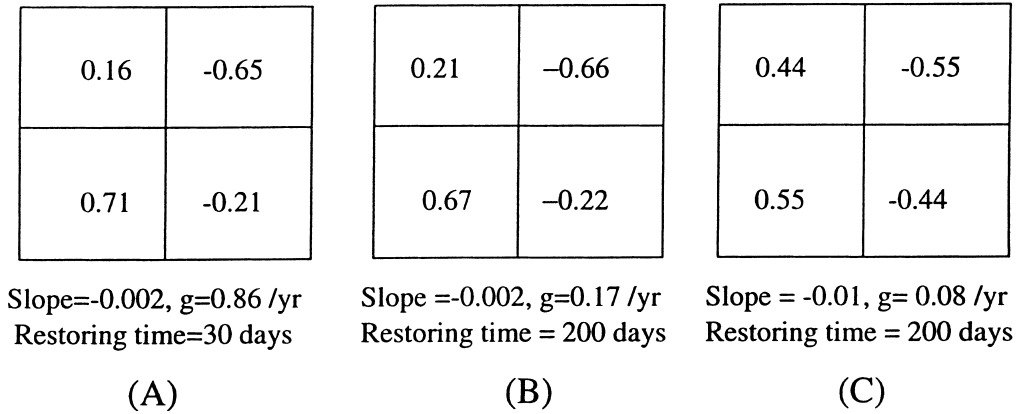 0.16 -0.65 0.21 –0.66 0.44 -0.55
0.71 -0.21 0.67 –0.22 0.55 -0.44
Slope=-0.002, g=0.86 /yr Slope =-0.002, g=0.17 /yr Slope = -0.01, g= 0.08 /yr
Restoring time=30 days Restoring time = 200 days Restoring time = 200 days
(A) (B) (C)